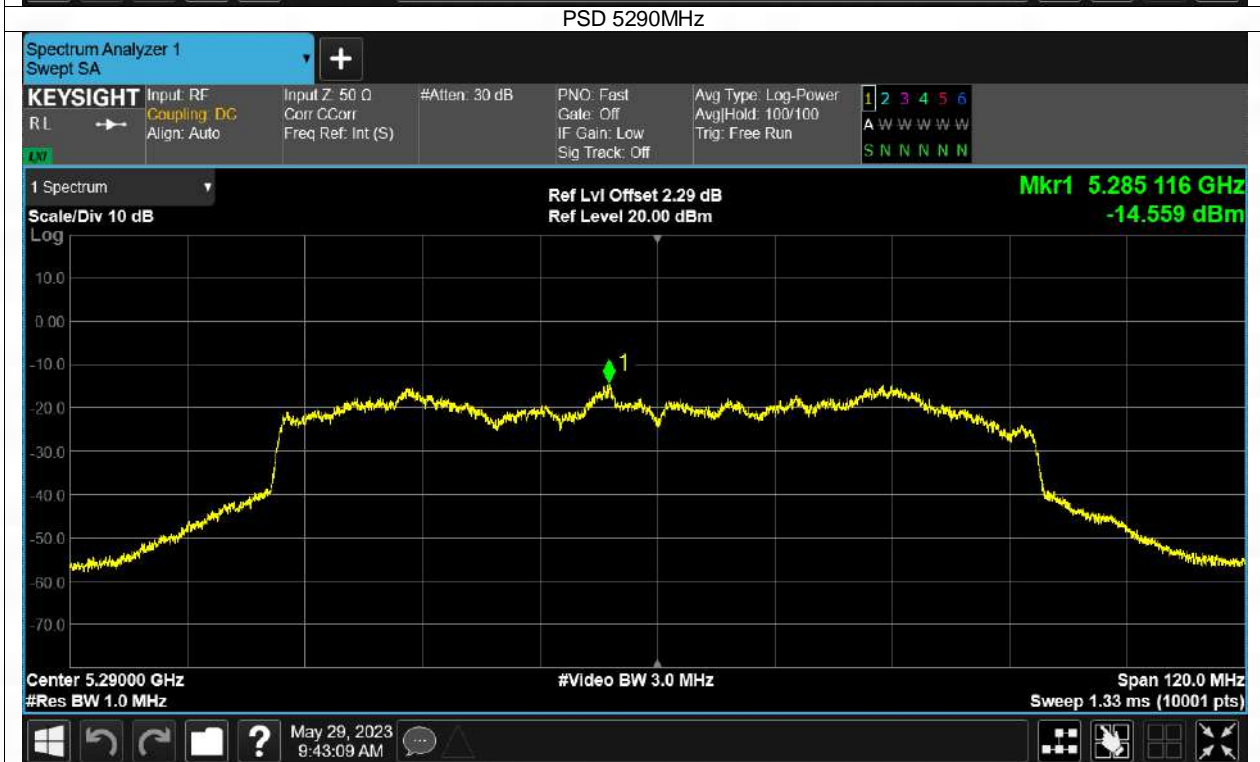 PSD 5290MHz
Spectrum Analyzer 1
Swept SA
KEYSIGHT
RL
LXI
Input: RF
Coupling: DC
Align: Auto
Input Z: 50 Ω
Corr CCorr
Freq Ref: Int (S)
#Atten: 30 dB
PNO: Fast
Gate: Off
IF Gain: Low
Sig Track: Off
Avg Type: Log-Power
Avg|Hold: 100/100
Trig: Free Run
1 2 3 4 5 6
A W W W W W
S N N N N N
1 Spectrum
Scale/Div 10 dB
Log
Ref Lvl Offset 2.29 dB
Ref Level 20.00 dBm
Mkr1 5.285 116 GHz
-14.559 dBm
10.0
0.00
-10.0
-20.0
-30.0
-40.0
-50.0
-60.0
-70.0
1
Center 5.29000 GHz
#Res BW 1.0 MHz
#Video BW 3.0 MHz
Span 120.0 MHz
Sweep 1.33 ms (10001 pts)
?
May 29, 2023
9:43:09 AM